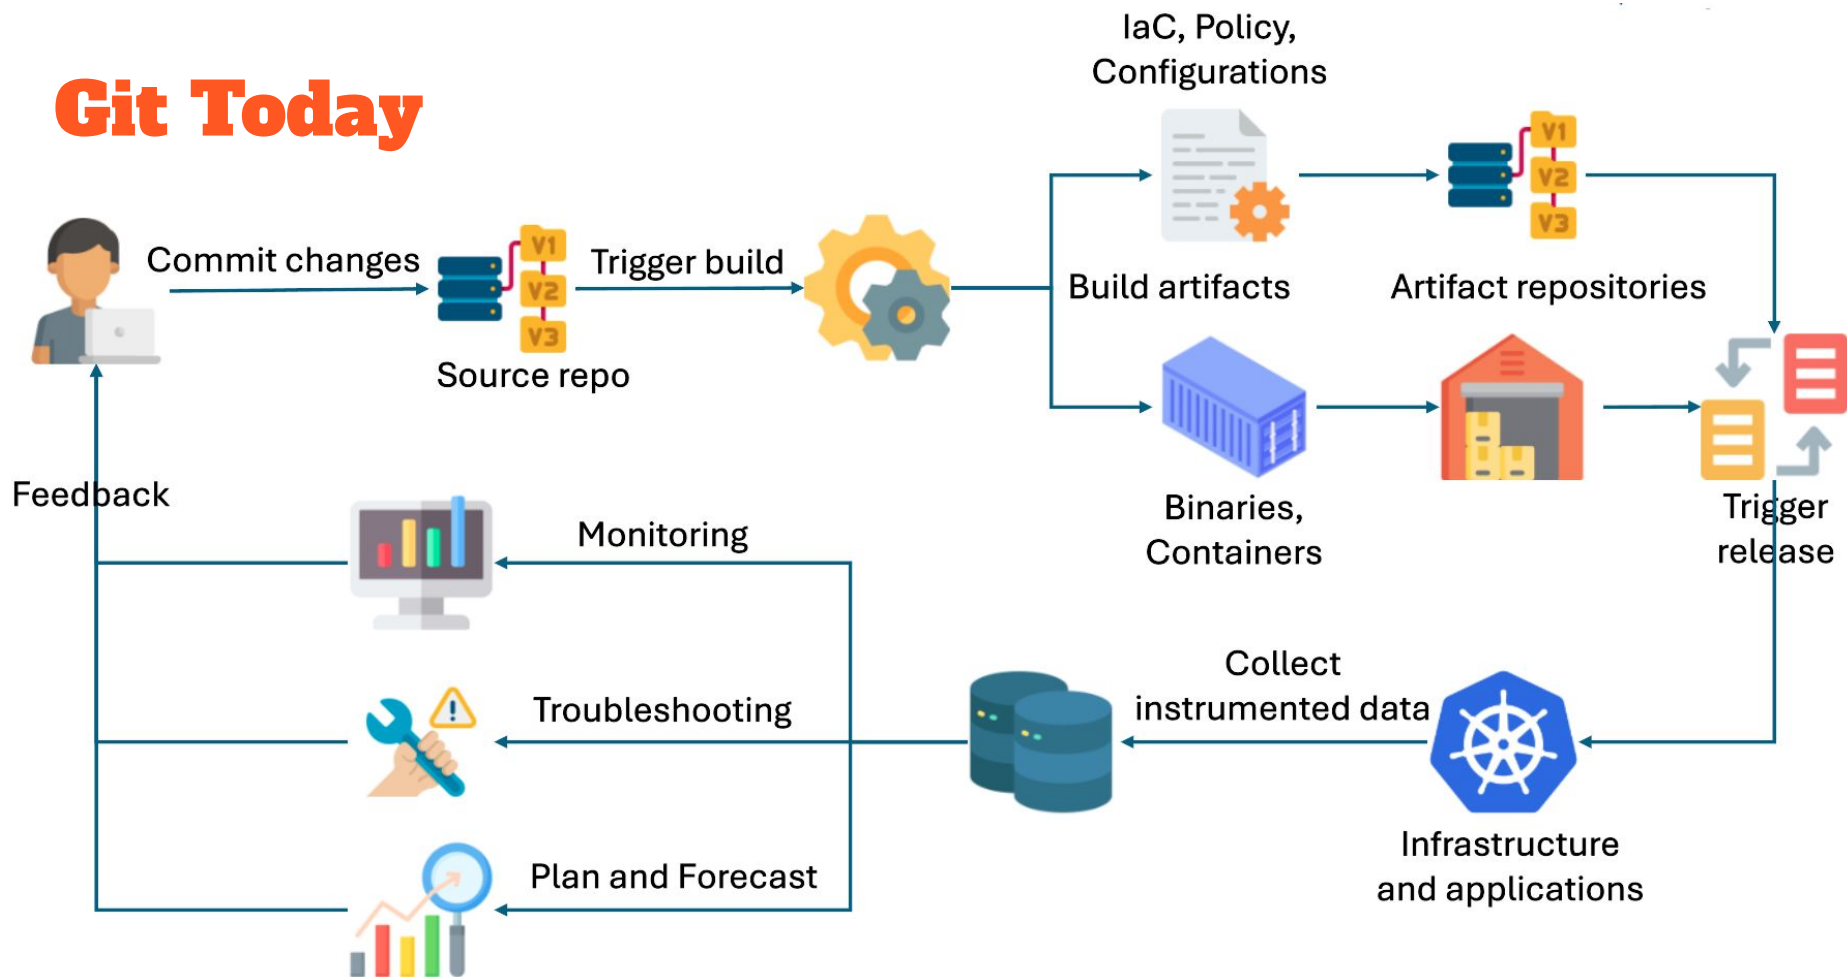 Git Today
IaC, Policy,
Configurations
V1
V2
V3
Commit changes
V1
V2
V3
Source repo
Trigger build
Build artifacts
Artifact repositories
Binaries,
Containers
Trigger
release
Feedback
Monitoring
Troubleshooting
Plan and Forecast
Collect
instrumented data
Infrastructure
and applications